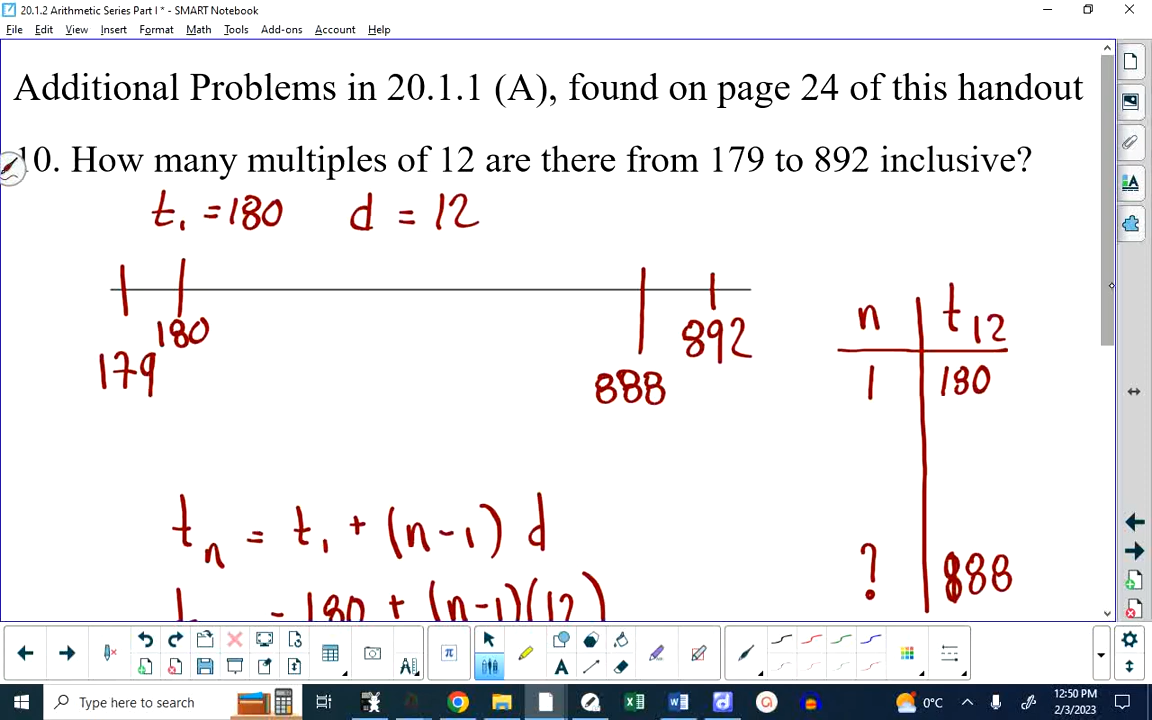 20.1.2 Arithmetic Series Part I * - SMART Notebook
File Edit View Insert Format Math Tools Add-ons Account Help
Additional Problems in 20.1.1 (A), found on page 24 of this handout
10. How many multiples of 12 are there from 179 to 892 inclusive?
t₁ = 180 d = 12
179 180 888 892
n t₁₂
1 180
? 888
tₙ = t₁ + (n-1) d
= 180 + (n-1)(12)
π
A
Type here to search
0°C
12:50 PM
2/3/2023